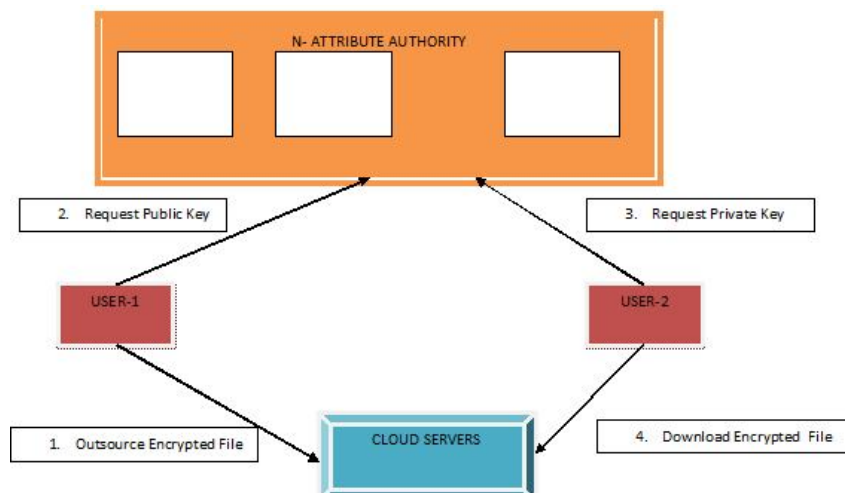 N- ATTRIBUTE AUTHORITY
2. Request Public Key
3. Request Private Key
USER-1
USER-2
1. Outsource Encrypted File
CLOUD SERVERS
4. Download Encrypted File